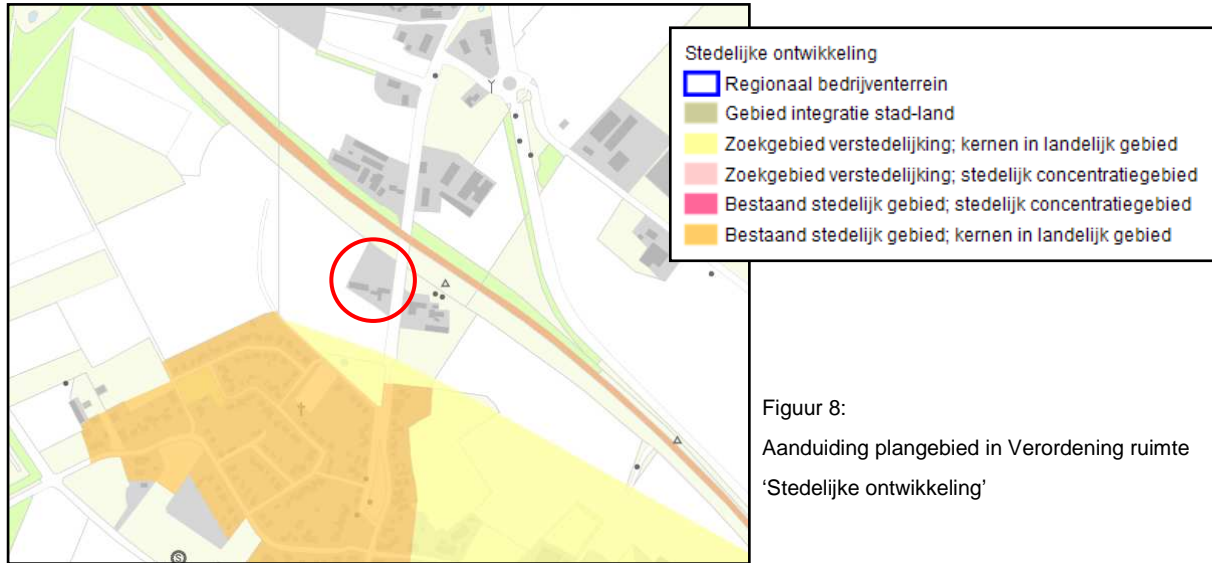 Stedelijke ontwikkeling
Regionaal bedrijventerrein
Gebied integratie stad-land
Zoekgebied verstedelijking; kernen in landelijk gebied
Zoekgebied verstedelijking; stedelijk concentratiegebied
Bestaand stedelijk gebied; stedelijk concentratiegebied
Bestaand stedelijk gebied; kernen in landelijk gebied
Figuur 8:
Aanduiding plangebied in Verordening ruimte
‘Stedelijke ontwikkeling’
S